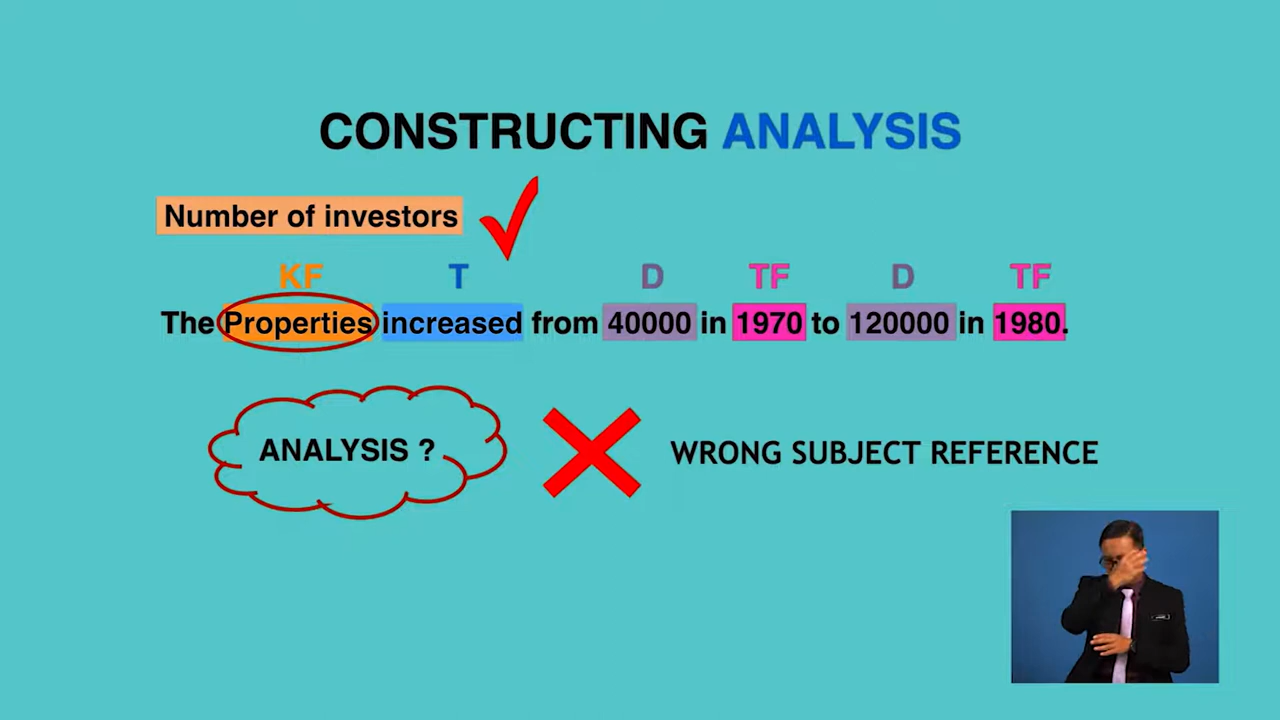 CONSTRUCTING ANALYSIS
Number of investors
KF T D TF D TF
The Properties increased from 40000 in 1970 to 120000 in 1980.
ANALYSIS ?
WRONG SUBJECT REFERENCE